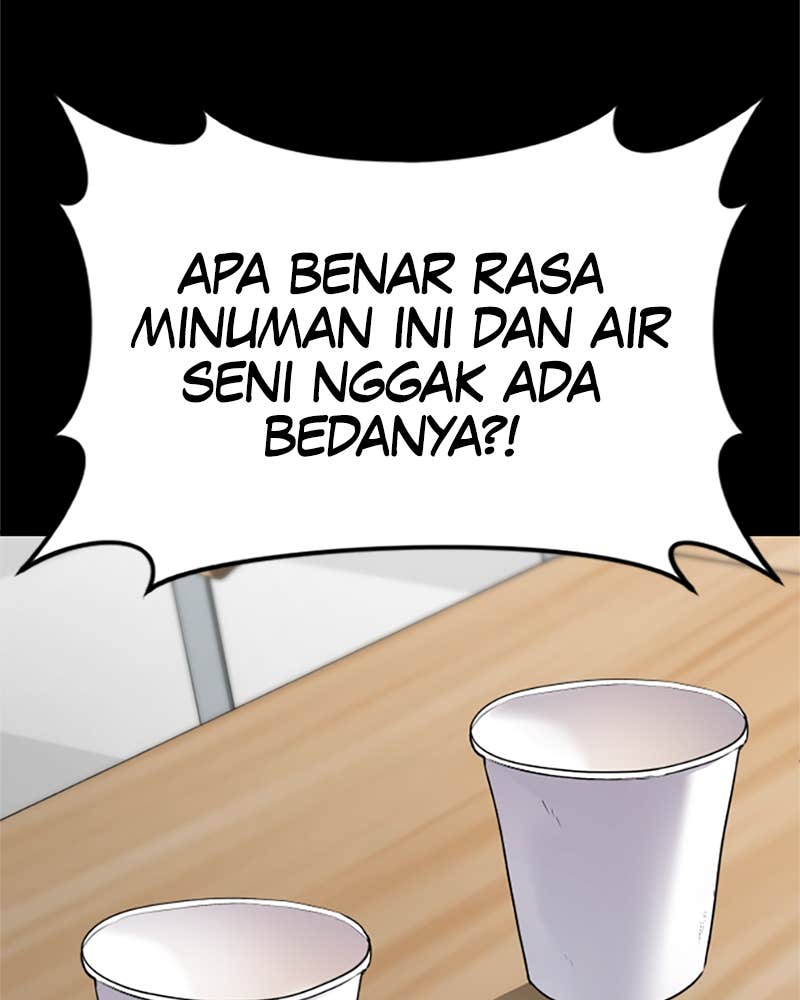 APA BENAR RASA
MINUMAN INI DAN AIR
SENI NGGAK ADA
BEDANYA?!